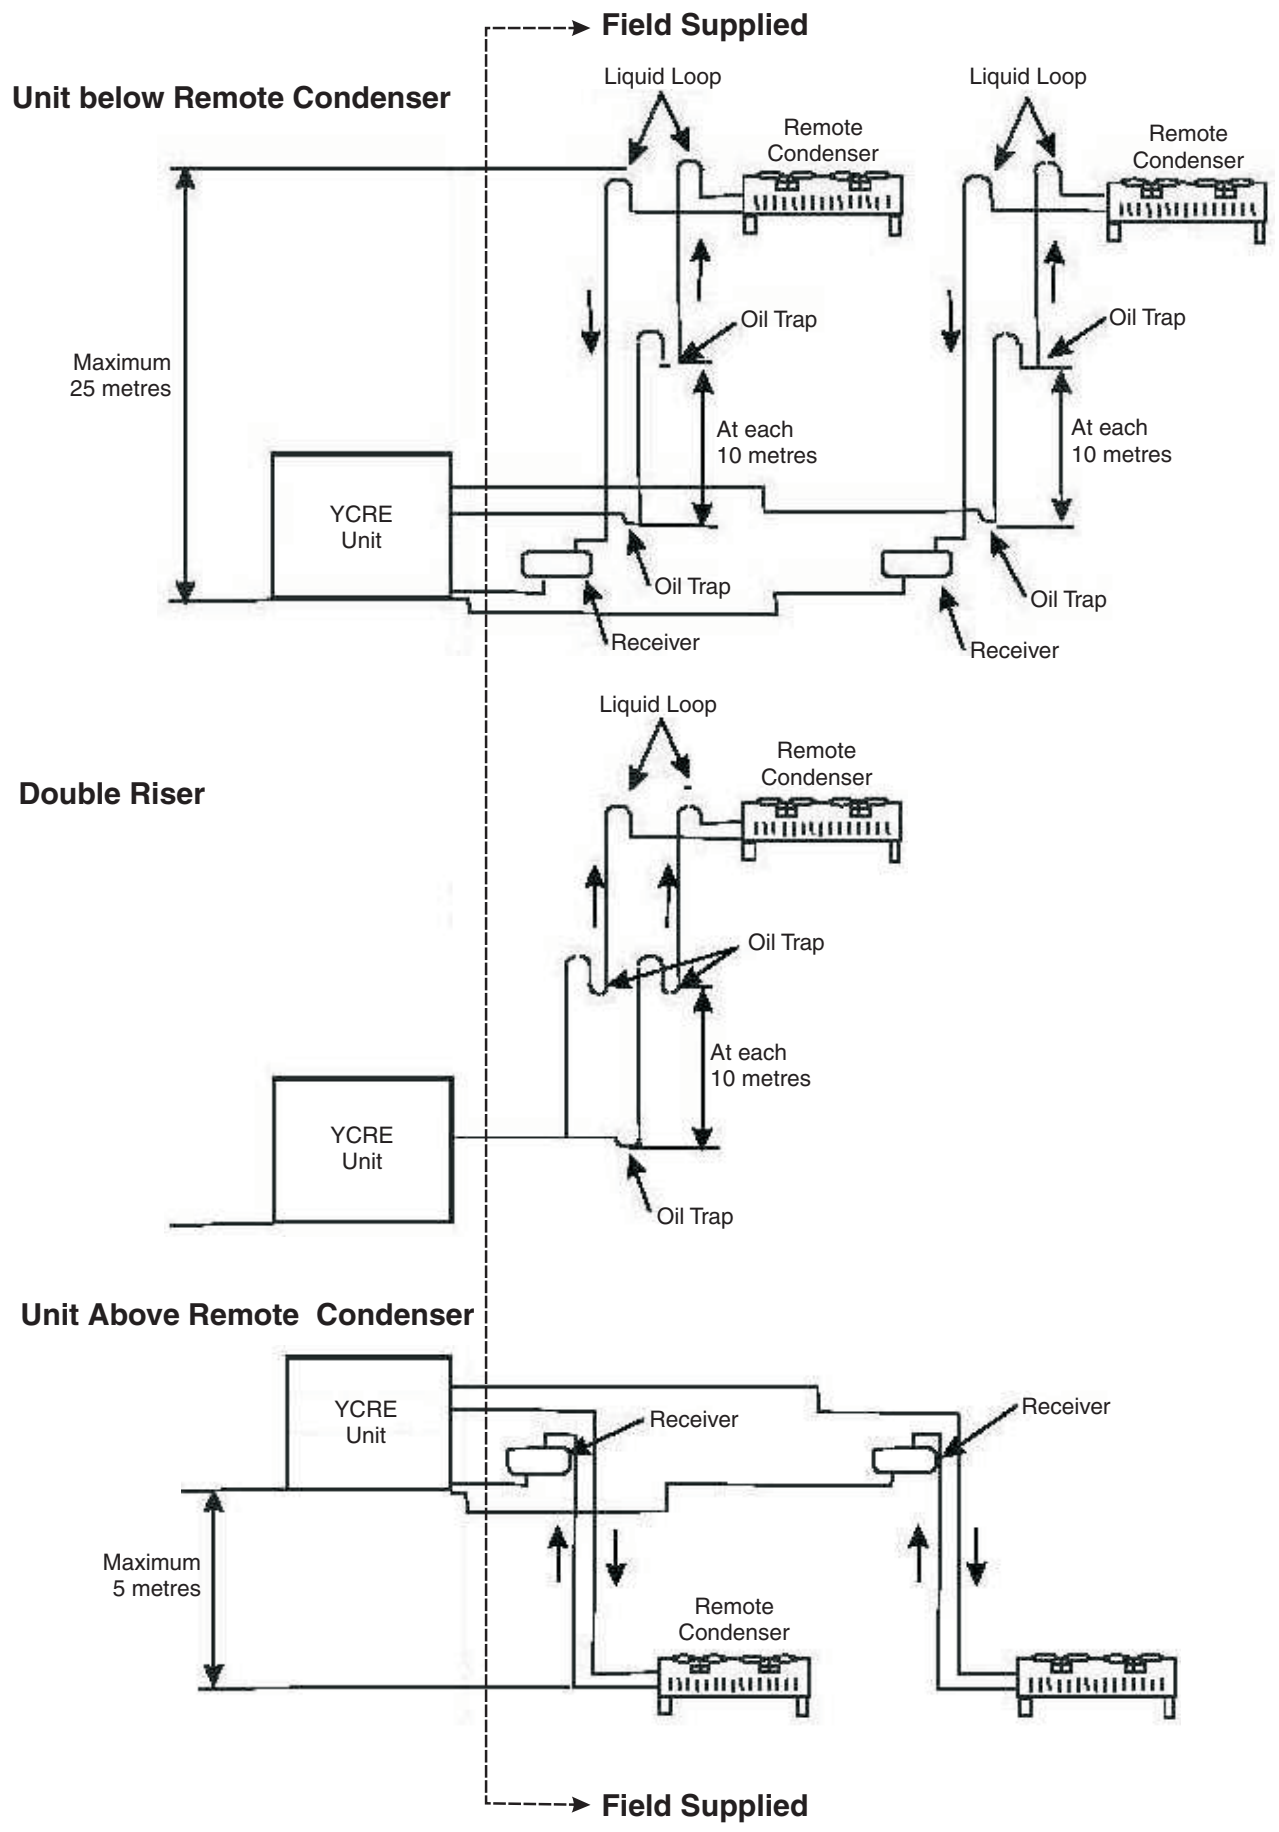 Field Supplied
Unit below Remote Condenser
Liquid Loop
Liquid Loop
Remote
Condenser
Remote
Condenser
Oil Trap
Oil Trap
Maximum
25 metres
At each
10 metres
At each
10 metres
YCRE
Unit
Oil Trap
Oil Trap
Receiver
Receiver
Liquid Loop
Remote
Condenser
Double Riser
Oil Trap
At each
10 metres
YCRE
Unit
Oil Trap
Unit Above Remote Condenser
YCRE
Unit
Receiver
Receiver
Maximum
5 metres
Remote
Condenser
Field Supplied